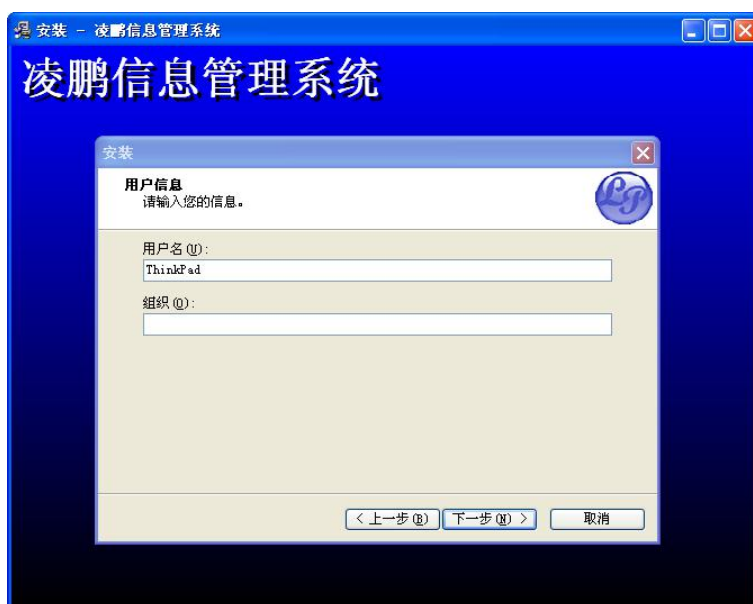 安装 - 凌鹏信息管理系统
凌鹏信息管理系统
安装
用户信息
请输入您的信息。
LP
用户名(U):
ThinkPad
组织(O):
< 上一步(B)
下一步(N) >
取消